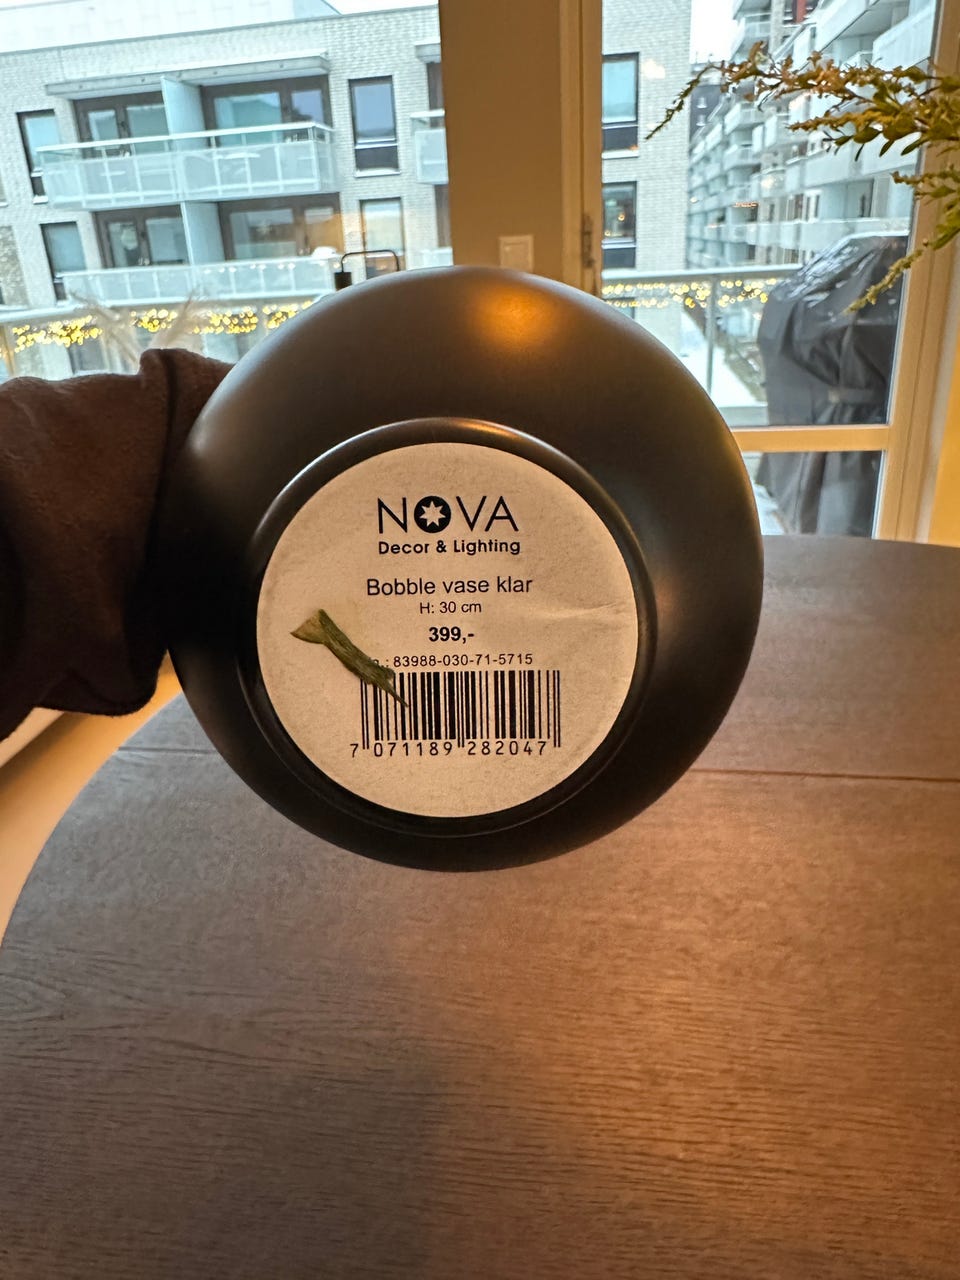 NOVA
Decor & Lighting
Bobble vase klar
H: 30 cm
399,-
.: 83988-030-71-5715
7 071189 282047